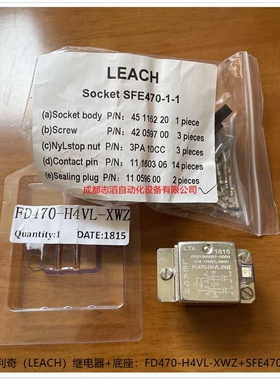 LEACH
Socket SFE470-1-1
(a)Socket body P/N: 45 1162 20 1 piece
(b)Screw P/N: 42 0597 00 3 pieces
(c)NyLstop nut P/N: 3PA 10CC 3 pieces
(d)Contact pin P/N: 11,1603 06 14 pieces
(e)Sealing plug P/N: 11 0596 00 2 pieces
成都志滔自动化设备有限公司
FD470-H4VL-XWZ
Quantity:1 DATE:1815
LTA 1815
利奇（LEACH）继电器+底座：FD470-H4VL-XWZ+SFE470